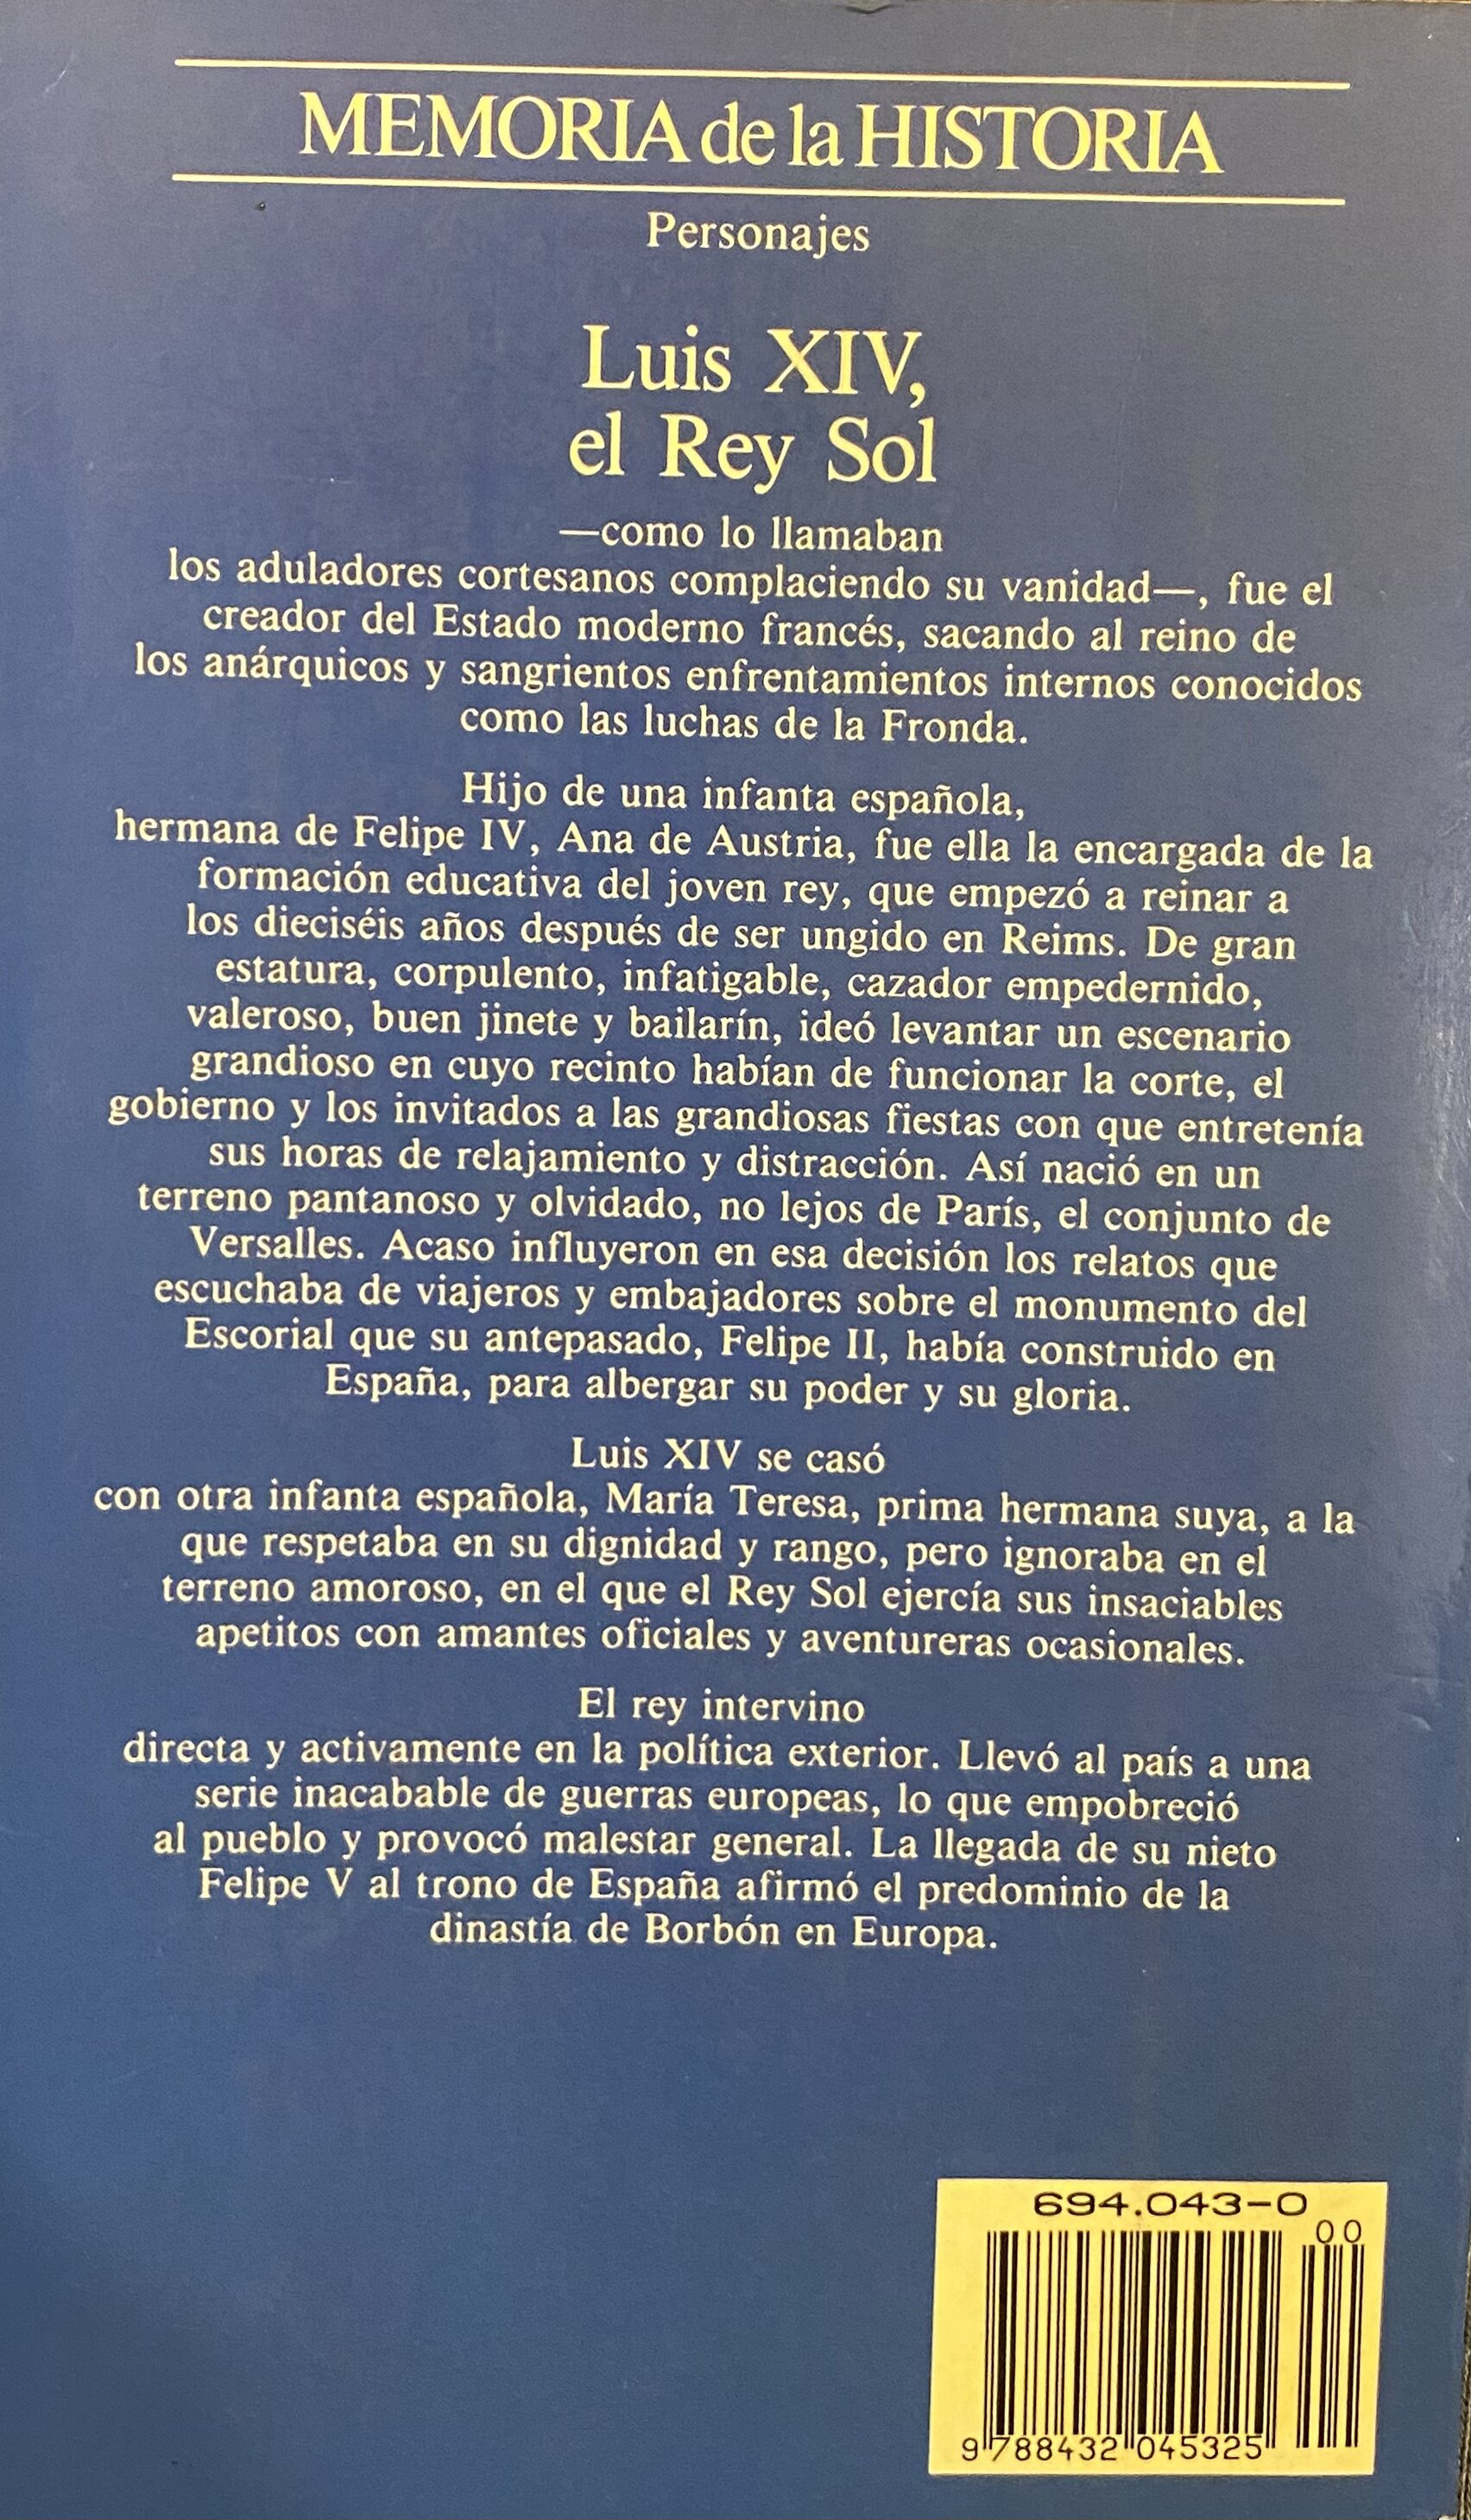 MEMORIA de la HISTORIA
Personajes
Luis XIV,
el Rey Sol
—como lo llamaban
los aduladores cortesanos complaciendo su vanidad—, fue el
creador del Estado moderno francés, sacando al reino de
los anárquicos y sangrientos enfrentamientos internos conocidos
como las luchas de la Fronda.
Hijo de una infanta española,
hermana de Felipe IV, Ana de Austria, fue ella la encargada de la
formación educativa del joven rey, que empezó a reinar a
los dieciséis años después de ser ungido en Reims. De gran
estatura, corpulento, infatigable, cazador empedernido,
valeroso, buen jinete y bailarín, ideó levantar un escenario
grandioso en cuyo recinto habían de funcionar la corte, el
gobierno y los invitados a las grandiosas fiestas con que entretenía
sus horas de relajamiento y distracción. Así nació en un
terreno pantanoso y olvidado, no lejos de París, el conjunto de
Versalles. Acaso influyeron en esa decisión los relatos que
escuchaba de viajeros y embajadores sobre el monumento del
Escorial que su antepasado, Felipe II, había construido en
España, para albergar su poder y su gloria.
Luis XIV se casó
con otra infanta española, María Teresa, prima hermana suya, a la
que respetaba en su dignidad y rango, pero ignoraba en el
terreno amoroso, en el que el Rey Sol ejercía sus insaciables
apetitos con amantes oficiales y aventureras ocasionales.
El rey intervino
directa y activamente en la política exterior. Llevó al país a una
serie inacabable de guerras europeas, lo que empobreció
al pueblo y provocó malestar general. La llegada de su nieto
Felipe V al trono de España afirmó el predominio de la
dinastía de Borbón en Europa.
694.043-0
00
9 788432 045325